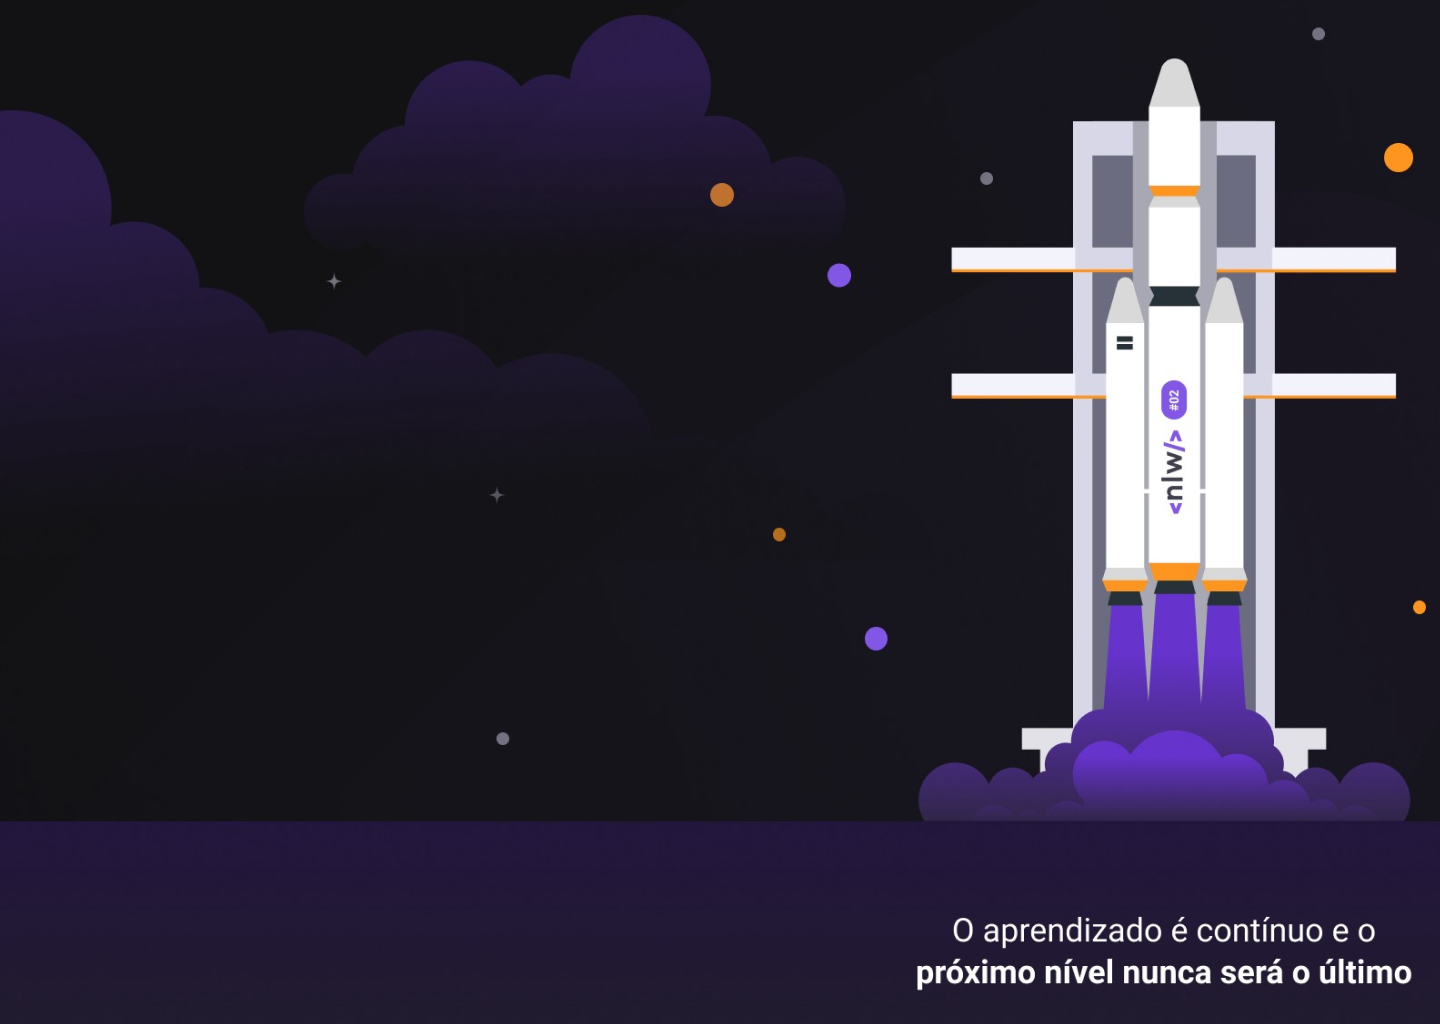 <nlw/> #02
O aprendizado é contínuo e o
próximo nível nunca será o último